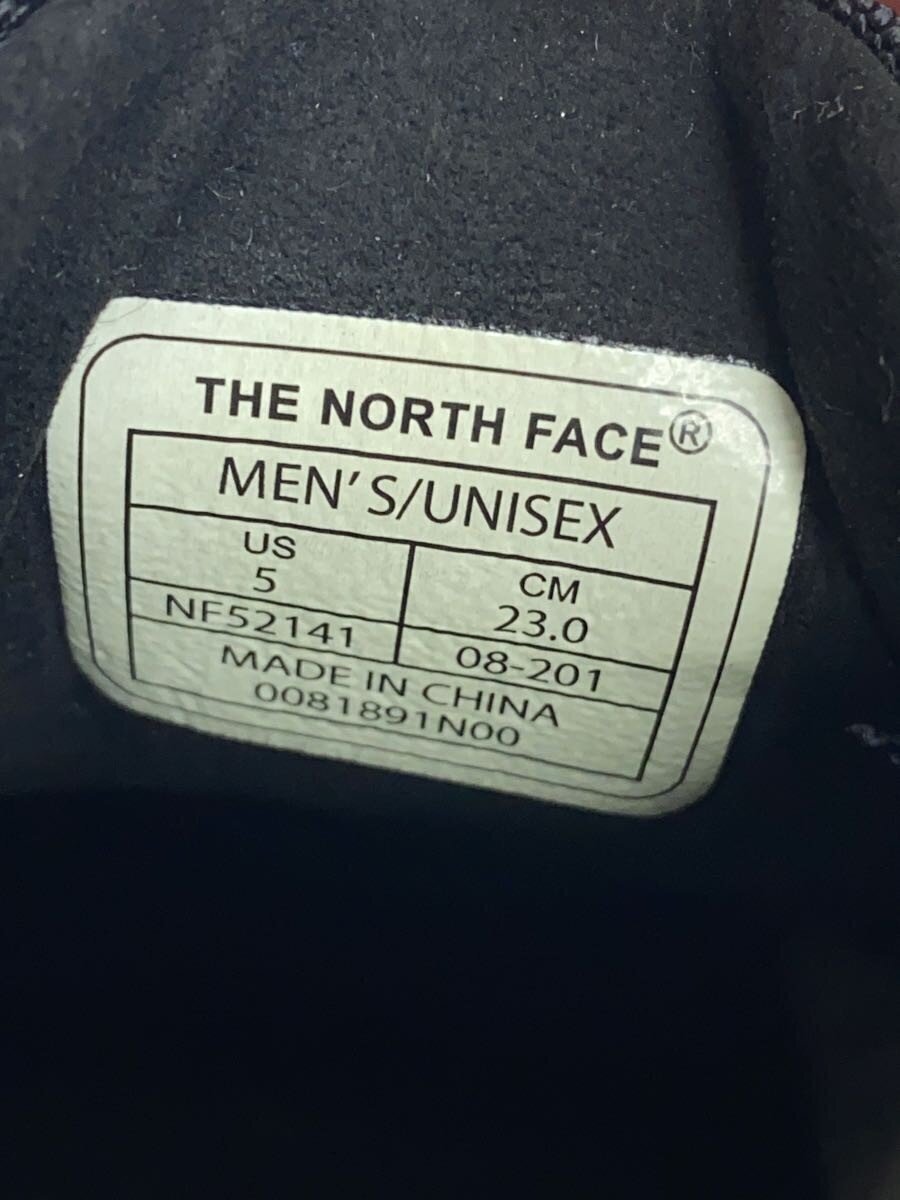 THE NORTH FACE®
MEN'S/UNISEX
US CM
5 23.0
NF52141 08-201
MADE IN CHINA
0081891N00